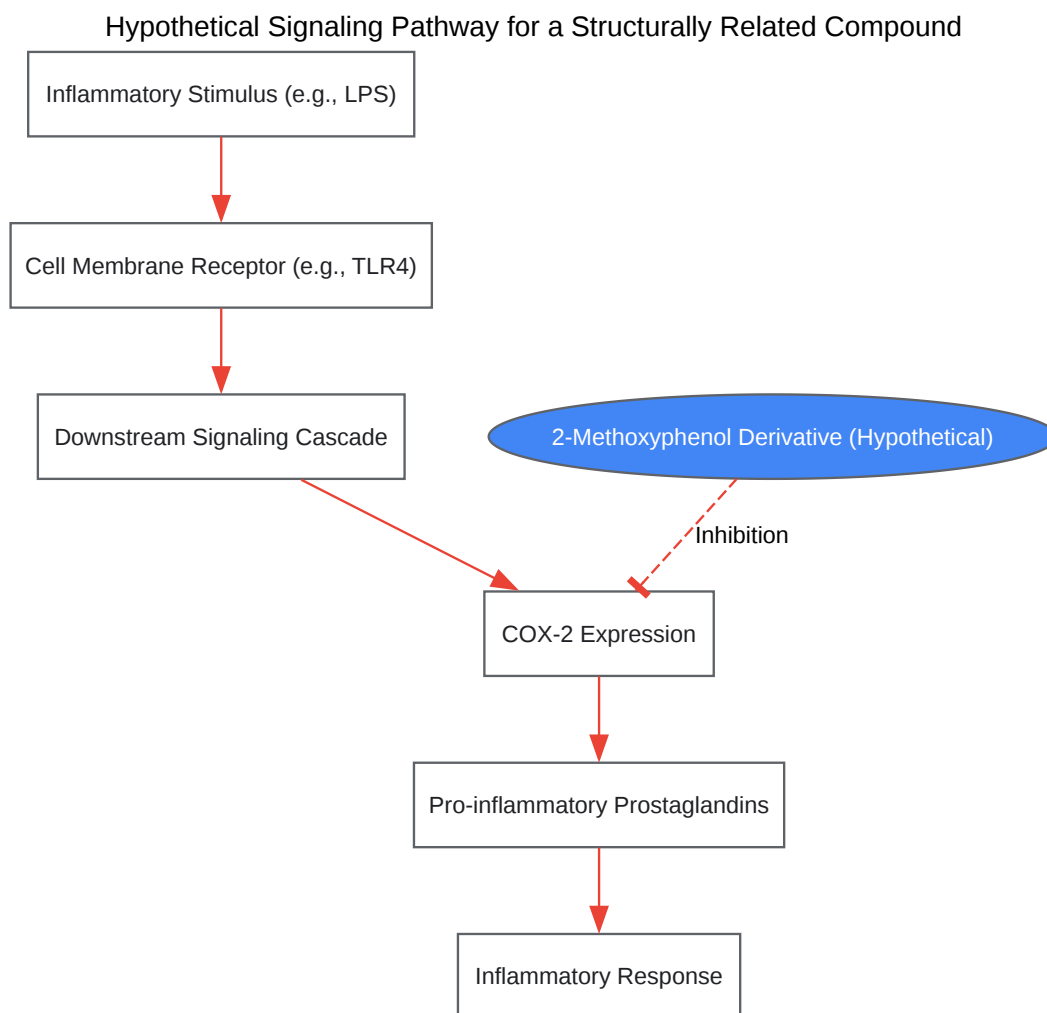 Hypothetical Signaling Pathway for a Structurally Related Compound
Inflammatory Stimulus (e.g., LPS)
Cell Membrane Receptor (e.g., TLR4)
Downstream Signaling Cascade
2-Methoxyphenol Derivative (Hypothetical)
Inhibition
COX-2 Expression
Pro-inflammatory Prostaglandins
Inflammatory Response